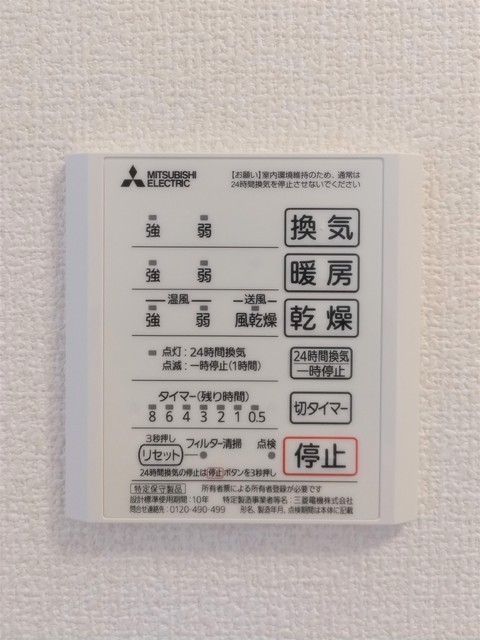 MITSUBISHI
ELECTRIC
【お願い】室内環境維持のため、通常は
24時間換気を停止させないでください
強 弱 換気
強 弱 暖房
温風 送風
強 弱 風乾燥 乾燥
点灯:24時間換気
点滅:一時停止(1時間)
24時間換気
一時停止
タイマー(残り時間)
8 6 4 3 2 1 0.5
切タイマー
3秒押し
リセット フィルター清掃 点検
停止
24時間換気の停止は停止ボタンを3秒押し
特定保守製品 所有者票による所有者登録が必要です
設計標準使用期間:10年 特定製造事業者等名:三菱電機株式会社
問合せ連絡先:0120-490-499 形名、製造年月、点検期間は本体に記載